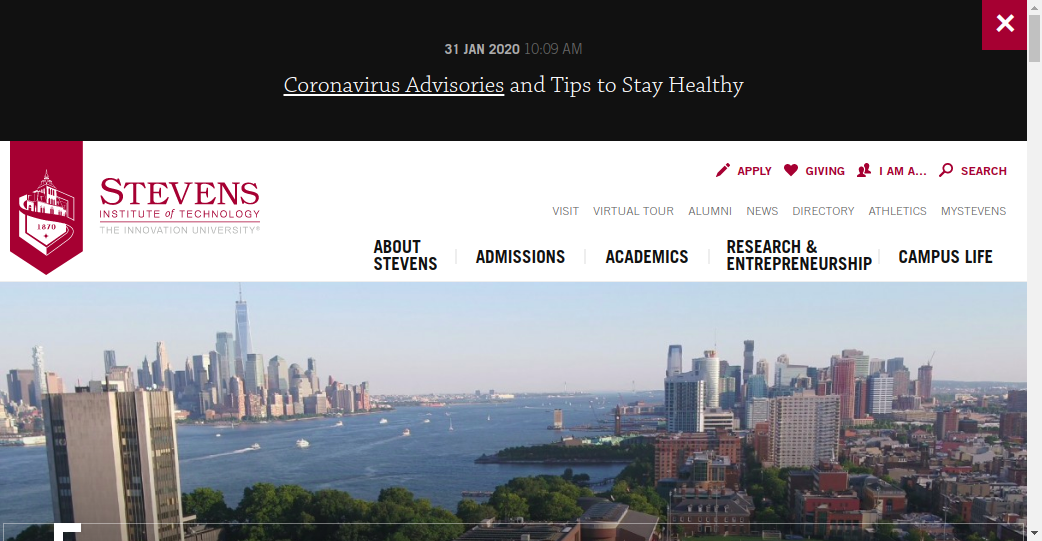 31 JAN 2020 10:09 AM
Coronavirus Advisories and Tips to Stay Healthy
APPLY GIVING I AM A... SEARCH
STEVENS
INSTITUTE of TECHNOLOGY
THE INNOVATION UNIVERSITY®
1870
VISIT VIRTUAL TOUR ALUMNI NEWS DIRECTORY ATHLETICS MYSTEVENS
ABOUT
STEVENS
ADMISSIONS
ACADEMICS
RESEARCH &
ENTREPRENEURSHIP
CAMPUS LIFE